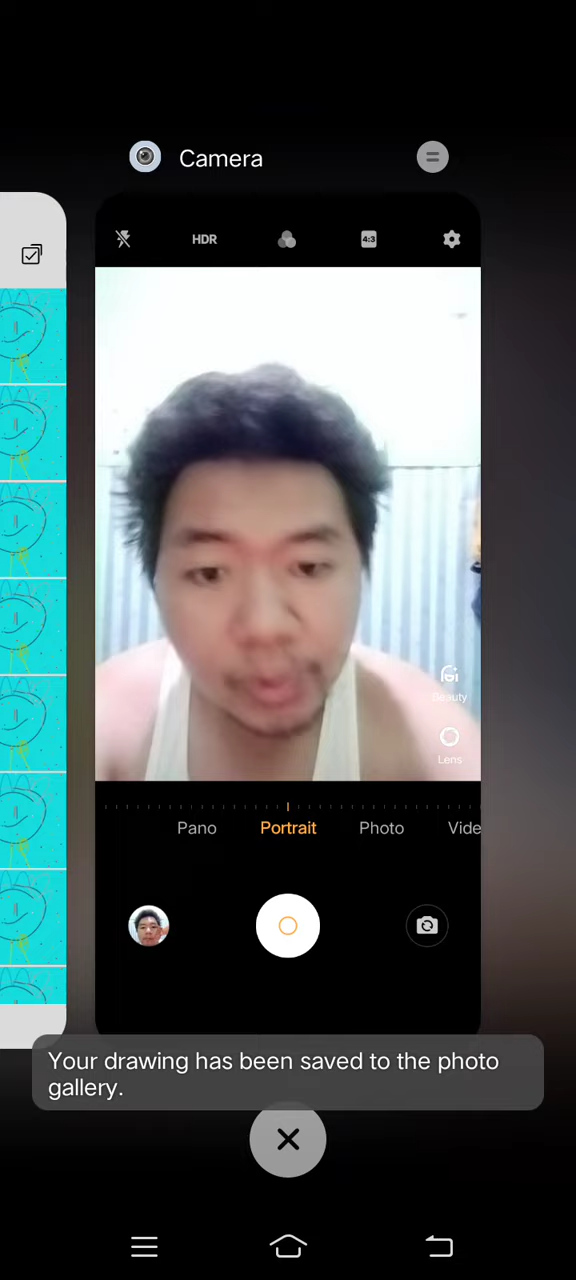 Camera
HDR
4:3
Beauty
Lens
Pano
Portrait
Photo
Vide
Your drawing has been saved to the photo
gallery.